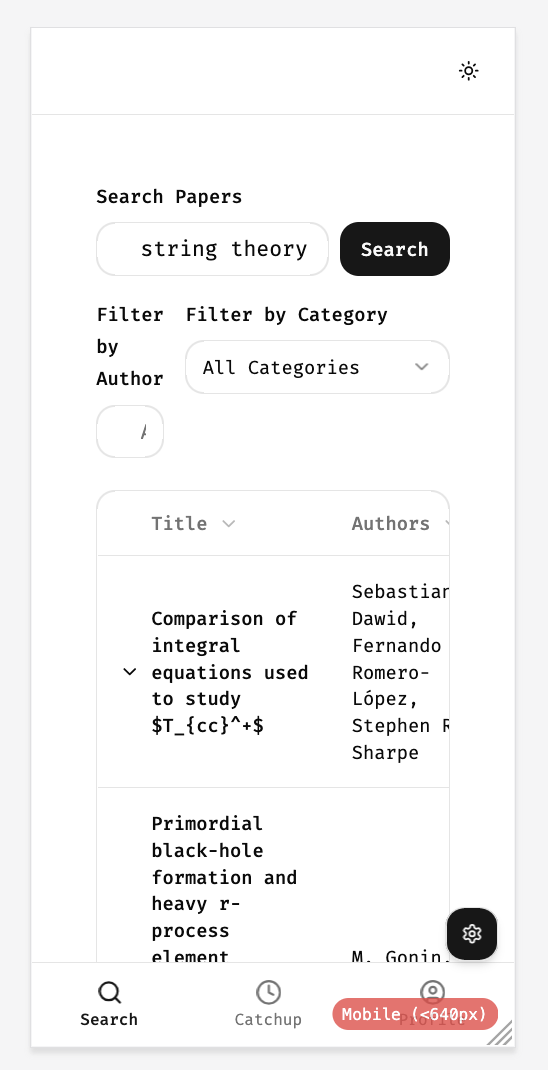 Search Papers
string theory
Search
Filter by Author
Filter by Category
All Categories
Title
Authors
Comparison of
integral
equations used
to study
$T_{cc}^+$
Sebastian
Dawid,
Fernando
Romero-
López,
Stephen R
Sharpe
Primordial
black-hole
formation and
heavy r-
process
element
M. Gonin,
Search
Catchup
Mobile (<640px)